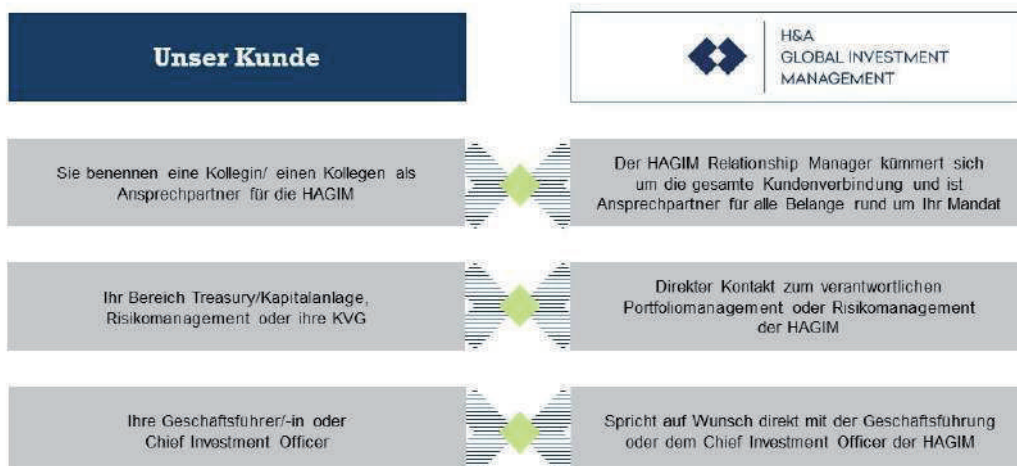 Unser Kunde
H&A
GLOBAL INVESTMENT
MANAGEMENT
Sie benennen eine Kollegin/ einen Kollegen als
Ansprechpartner für die HAGIM
Der HAGIM Relationship Manager kümmert sich
um die gesamte Kundenverbindung und ist
Ansprechpartner für alle Belange rund um Ihr Mandat
Ihr Bereich Treasury/Kapitalanlage,
Risikomanagement oder ihre KVG
Direkter Kontakt zum verantwortlichen
Portfoliomanagement oder Risikomanagement
der HAGIM
Ihre Geschäftsführer/-in oder
Chief Investment Officer
Spricht auf Wunsch direkt mit der Geschäftsführung
oder dem Chief Investment Officer der HAGIM